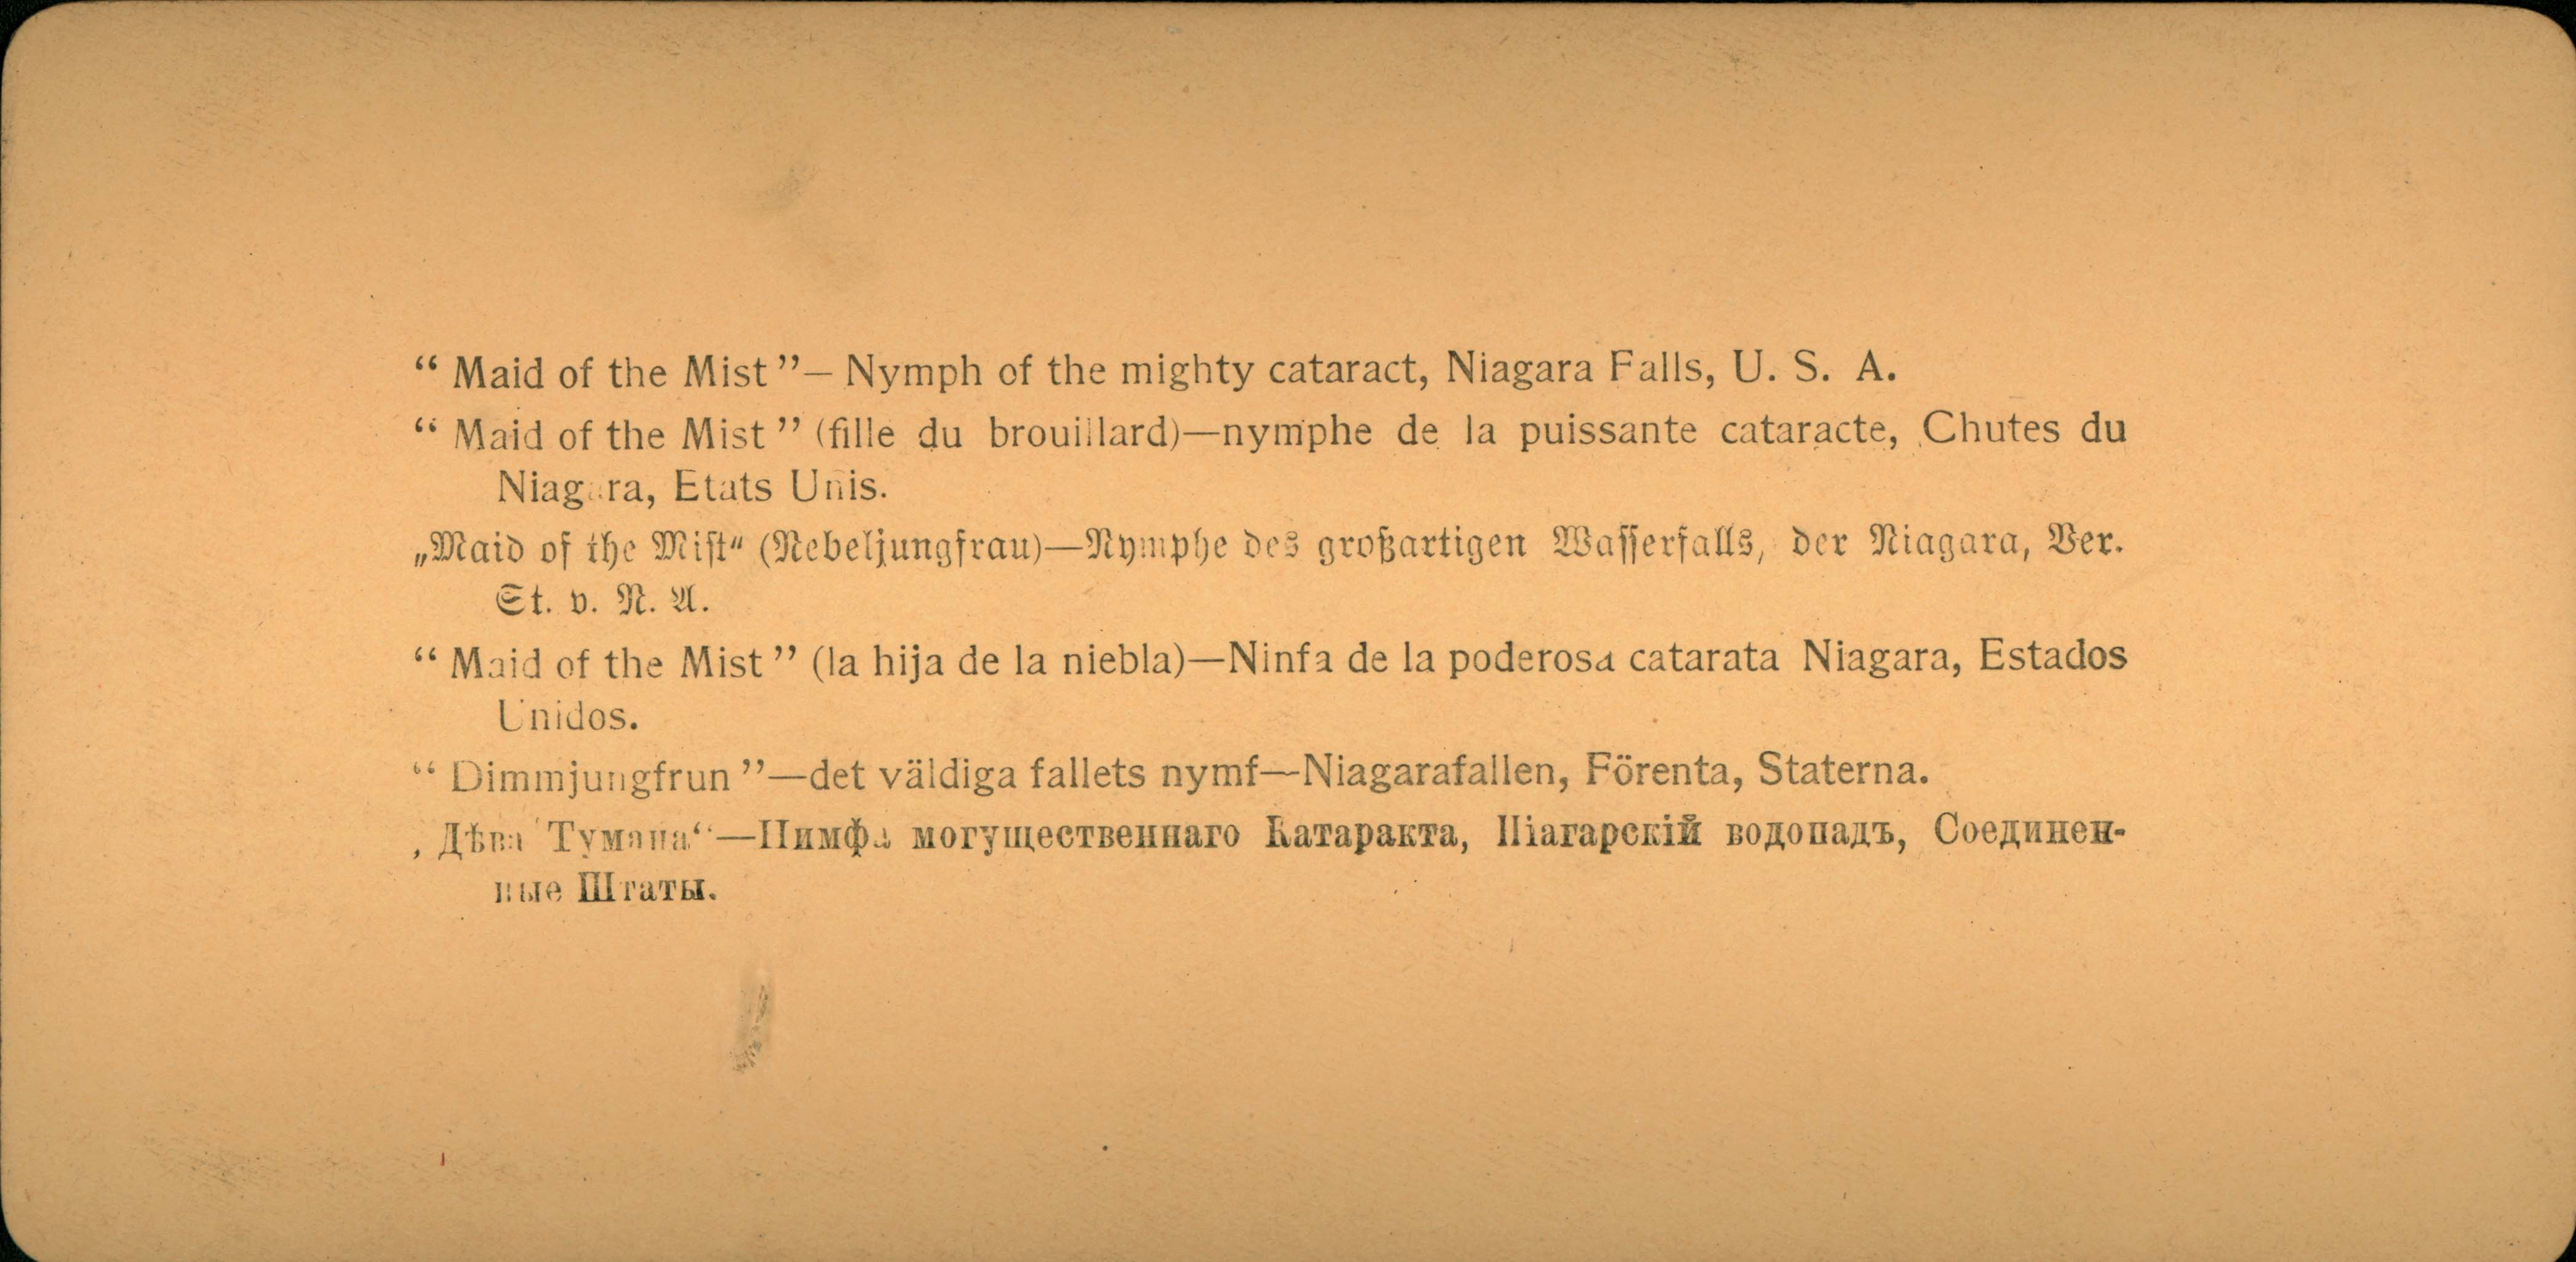 “ Maid of the Mist ”— Nymph of the mighty cataract, Niagara Falls, U. S. A.
“ Maid of the Mist ” (fille du brouillard)—nymphe de la puissante cataracte, Chutes du
Niagara, Etats Unis.
„Maid of the Mist“ (Nebeljungfrau)—Nymphe des großartigen Wasserfalls, der Niagara, Ver.
St. v. N. A.
“ Maid of the Mist ” (la hija de la niebla)—Ninfa de la poderosa catarata Niagara, Estados
Unidos.
“ Dimmjungfrun ”—det väldiga fallets nymf—Niagarafallen, Förenta, Staterna.
„Дѣва Тумана“—Нимфа могущественнаго Катаракта, Ніагарскій водопадъ, Соединен-
ные Штаты.